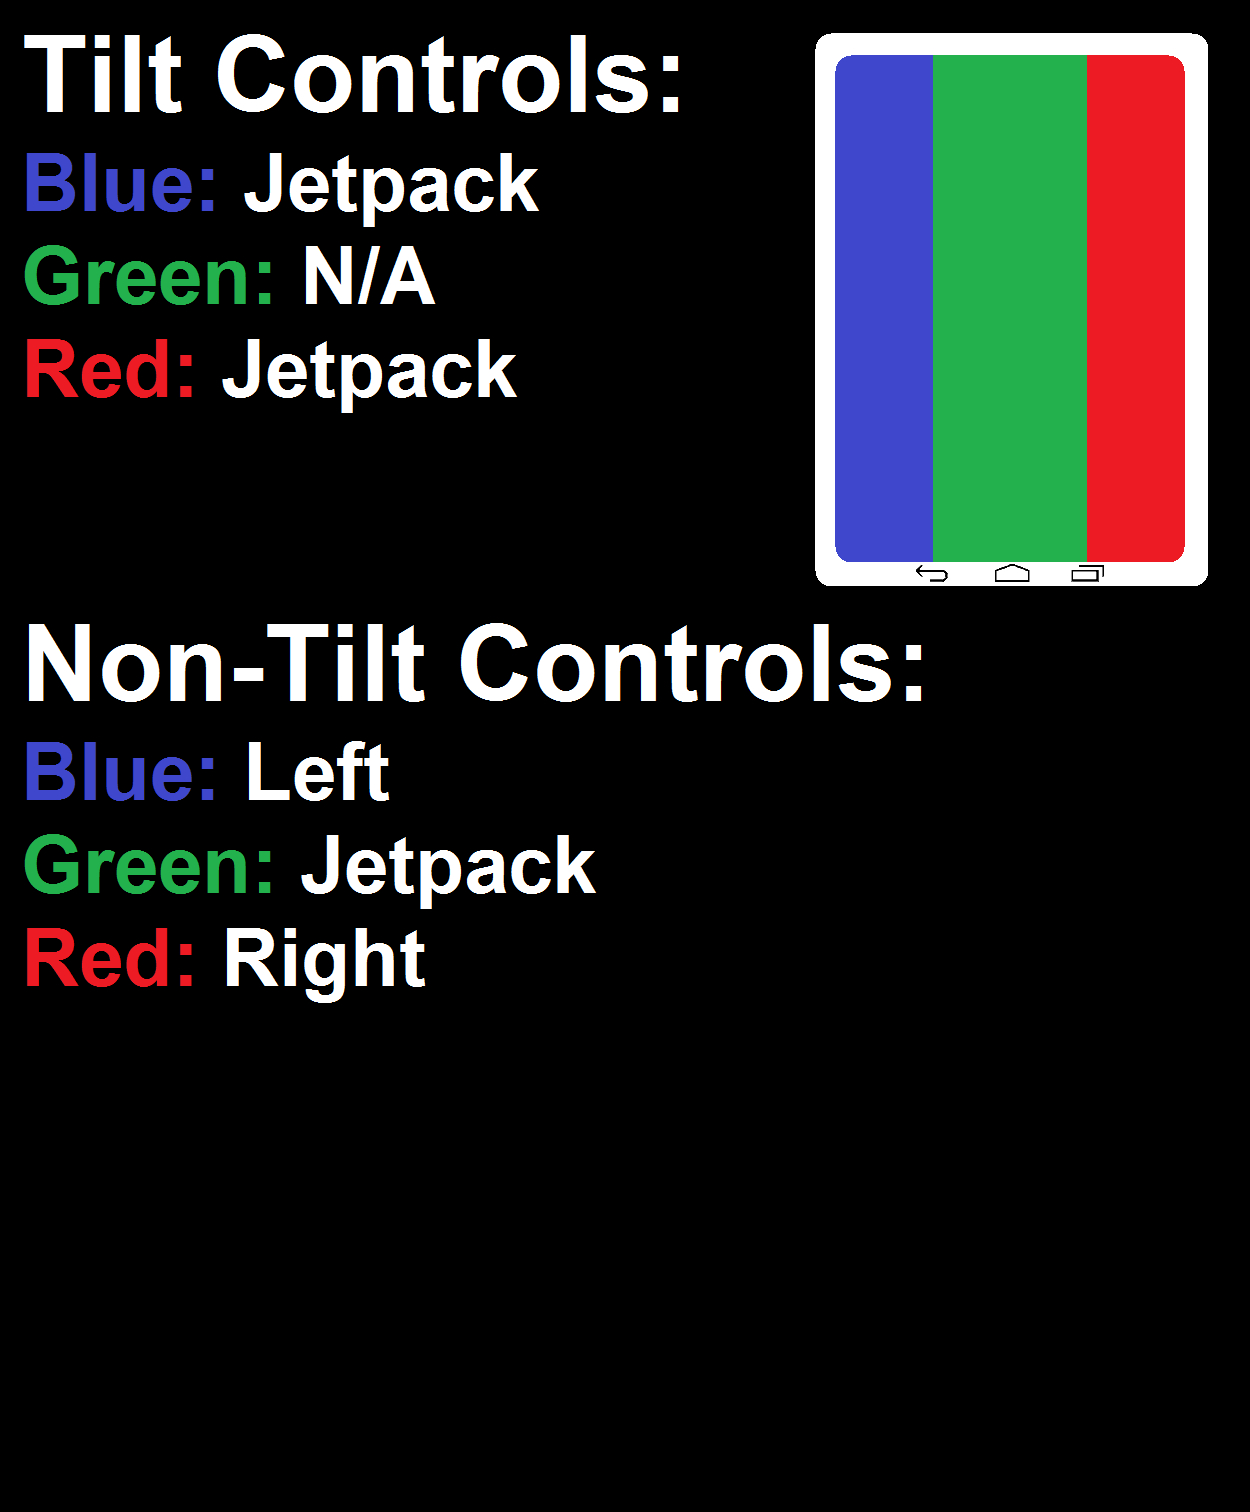 Tilt Controls:
Blue: Jetpack
Green: N/A
Red: Jetpack
Non-Tilt Controls:
Blue: Left
Green: Jetpack
Red: Right